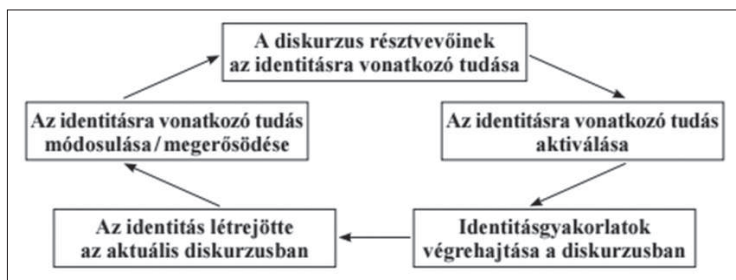 A diskurzus résztvevőinek
az identitásra vonatkozó tudása
Az identitásra vonatkozó tudás
aktiválása
Identitásgyakorlatok
végrehajtása a diskurzusban
Az identitás létrejötte
az aktuális diskurzusban
Az identitásra vonatkozó tudás
módosulása/megerősödése